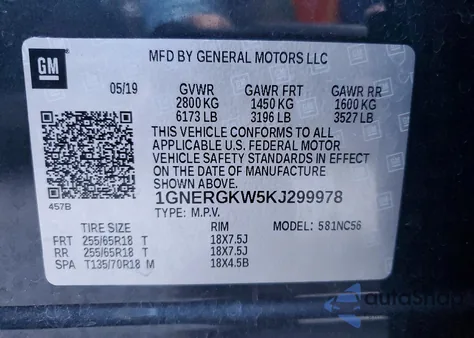 GM
MFD BY GENERAL MOTORS LLC
05/19 GVWR GAWR FRT GAWR RR
2800 KG 1450 KG 1600 KG
6173 LB 3196 LB 3527 LB
THIS VEHICLE CONFORMS TO ALL
APPLICABLE U.S. FEDERAL MOTOR
VEHICLE SAFETY STANDARDS IN EFFECT
ON THE DATE OF MANUFACTURE SHOWN ABOVE.
1GNERGKW5KJ299978
457B
TYPE: M.P.V. MODEL: 581NC56
TIRE SIZE RIM
FRT 255/65R18 T 18X7.5J
RR 255/65R18 T 18X7.5J
SPA T135/70R18 M 18X4.5B